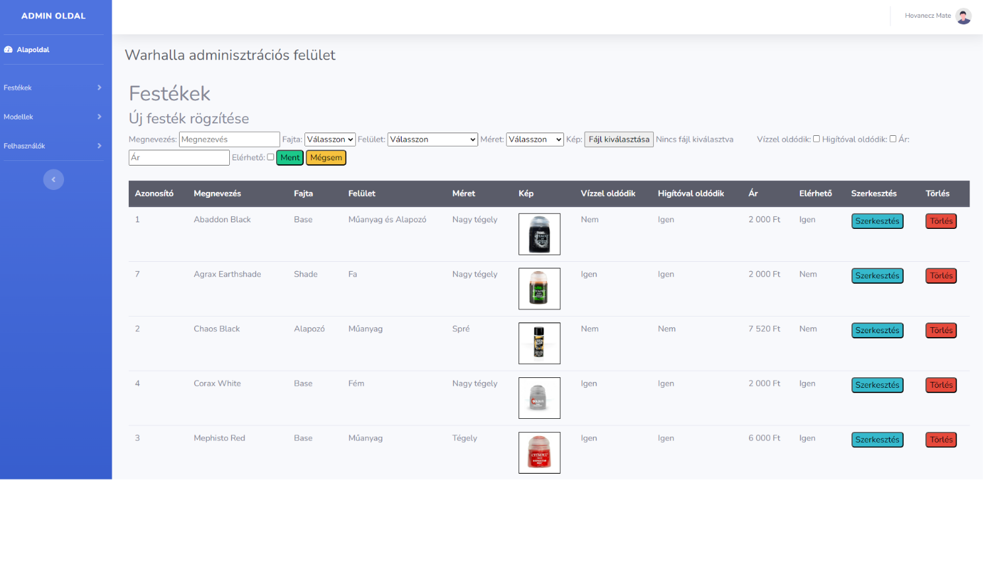 ADMIN OLDAL
Hovanecz Mate
Alapoldal
Festékek
Modellek
Felhasználók
Warhalla adminisztrációs felület
Festékek
Új festék rögzítése
Megnevezés: Megnezevés Fajta: Válasszon Felület: Válasszon Méret: Válasszon Kép: Fájl kiválasztása Nincs fájl kiválasztva Vízzel oldódik: Higítóval oldódik: Ár:
Ár Elérhető: Ment Mégsem
Azonosító Megnevezés Fajta Felület Méret Kép Vízzel oldódik Higítóval oldódik Ár Elérhető Szerkesztés Törlés
1 Abaddon Black Base Műanyag és Alapozó Nagy tégely Nem Igen 2 000 Ft Igen Szerkesztés Törlés
7 Agrax Earthshade Shade Fa Nagy tégely Igen Igen 2 000 Ft Nem Szerkesztés Törlés
2 Chaos Black Alapozó Műanyag Spré Nem Nem 7 520 Ft Nem Szerkesztés Törlés
4 Corax White Base Fém Nagy tégely Igen Igen 2 000 Ft Igen Szerkesztés Törlés
3 Mephisto Red Base Műanyag Tégely Igen Igen 6 000 Ft Igen Szerkesztés Törlés
CITADEL